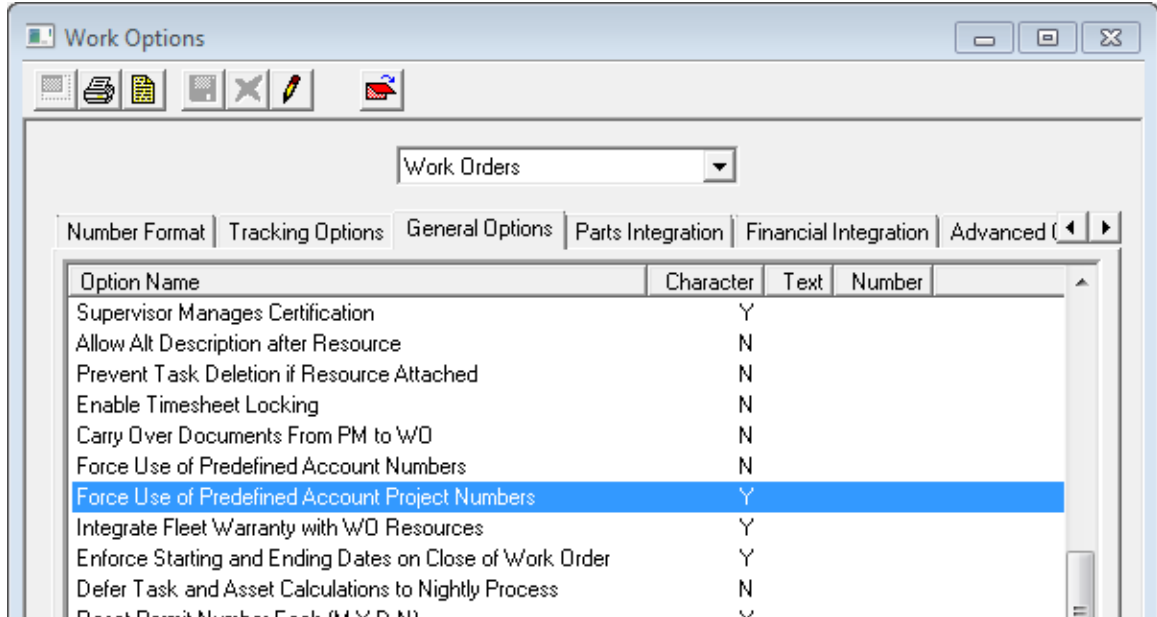 Work Options
Work Orders
Number Format Tracking Options General Options Parts Integration Financial Integration Advanced
Option Name Character Text Number
Supervisor Manages Certification Y
Allow Alt Description after Resource N
Prevent Task Deletion if Resource Attached N
Enable Timesheet Locking N
Carry Over Documents From PM to WO N
Force Use of Predefined Account Numbers N
Force Use of Predefined Account Project Numbers Y
Integrate Fleet Warranty with WO Resources Y
Enforce Starting and Ending Dates on Close of Work Order Y
Defer Task and Asset Calculations to Nightly Process N
Reset Permit Number Each (M,Y,D,N) Y